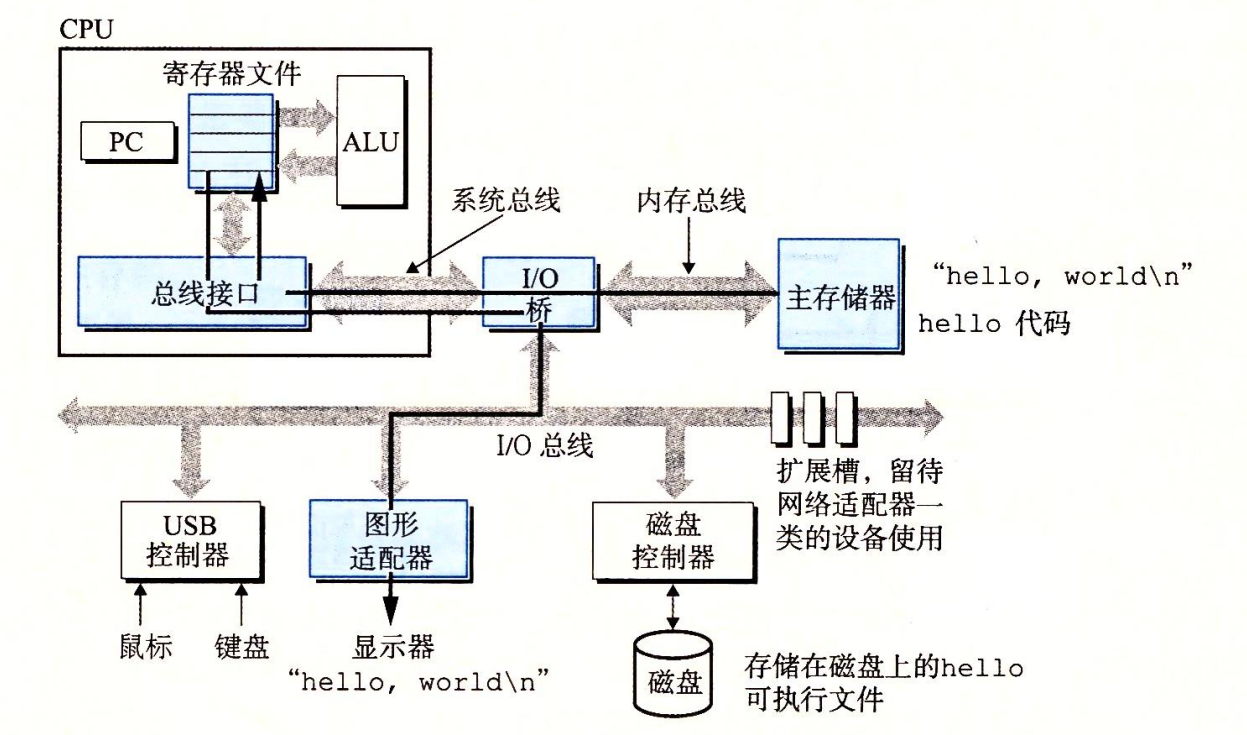 CPU
寄存器文件
PC
ALU
系统总线
内存总线
总线接口
I/O
桥
主存储器
“hello, world\n”
hello 代码
I/O 总线
扩展槽，留待
网络适配器一
类的设备使用
USB
控制器
图形
适配器
磁盘
控制器
鼠标
键盘
显示器
“hello, world\n”
磁盘
存储在磁盘上的hello
可执行文件